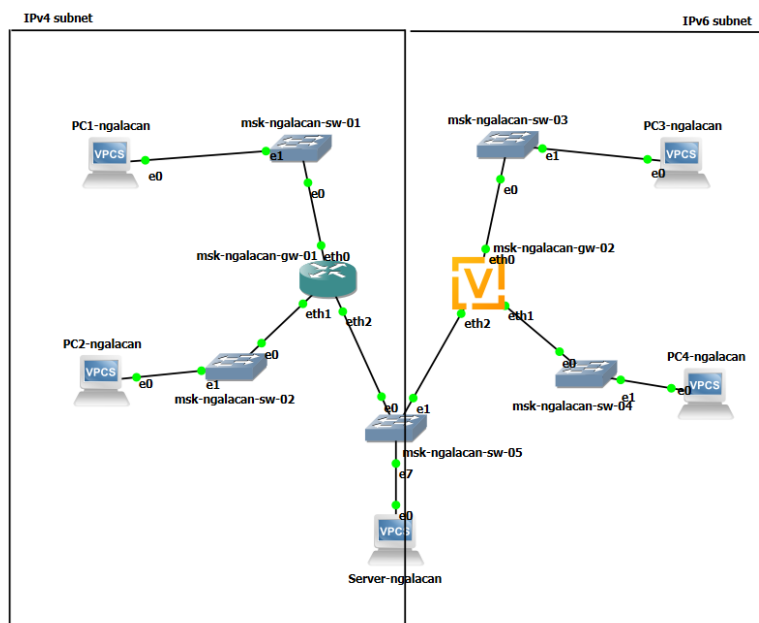 IPv4 subnet
IPv6 subnet
msk-ngalacan-sw-01
PC1-ngalacan
VPCS
e0
e1
e0
msk-ngalacan-sw-03
PC3-ngalacan
VPCS
e1
e0
e0
msk-ngalacan-gw-01
eth0
eth1
eth2
msk-ngalacan-gw-02
eth0
V
eth2
eth1
PC2-ngalacan
VPCS
e0
e1
e0
msk-ngalacan-sw-02
PC4-ngalacan
VPCS
e0
e1
e0
msk-ngalacan-sw-04
e0
e1
msk-ngalacan-sw-05
e7
e0
VPCS
Server-ngalacan